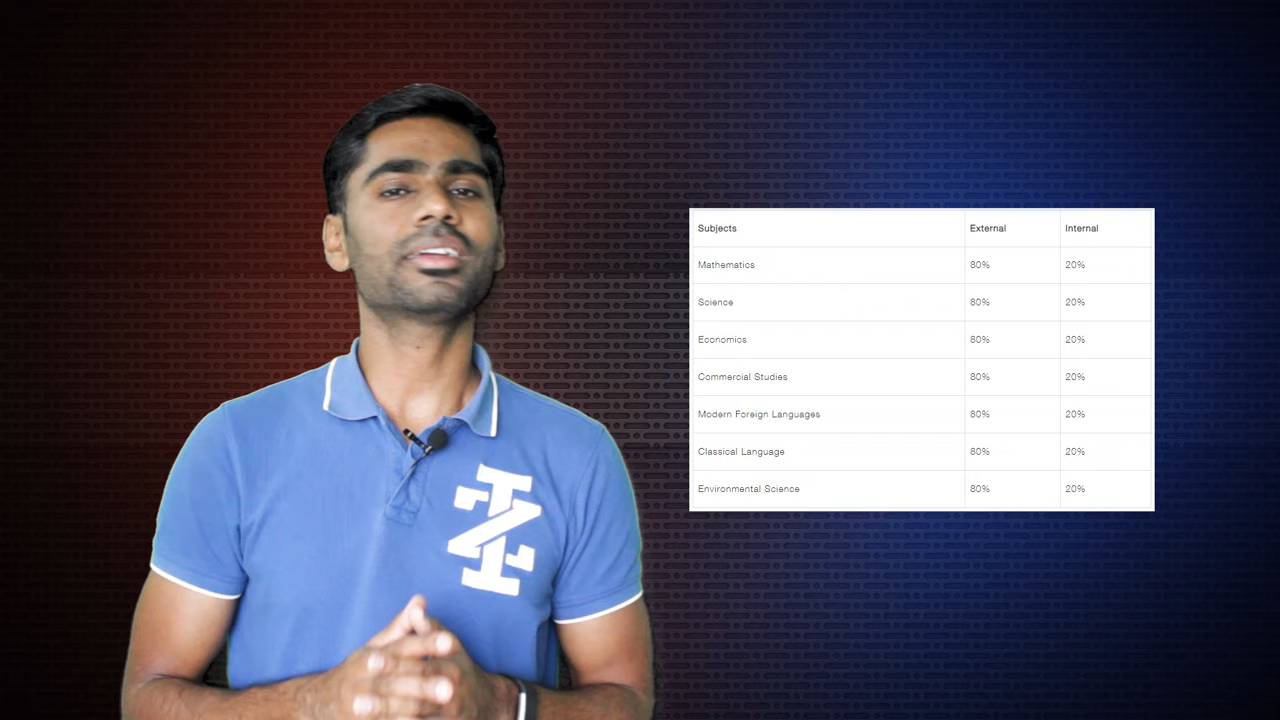 Subjects External Internal
Mathematics 80% 20%
Science 80% 20%
Economics 80% 20%
Commercial Studies 80% 20%
Modern Foreign Languages 80% 20%
Classical Language 80% 20%
Environmental Science 80% 20%